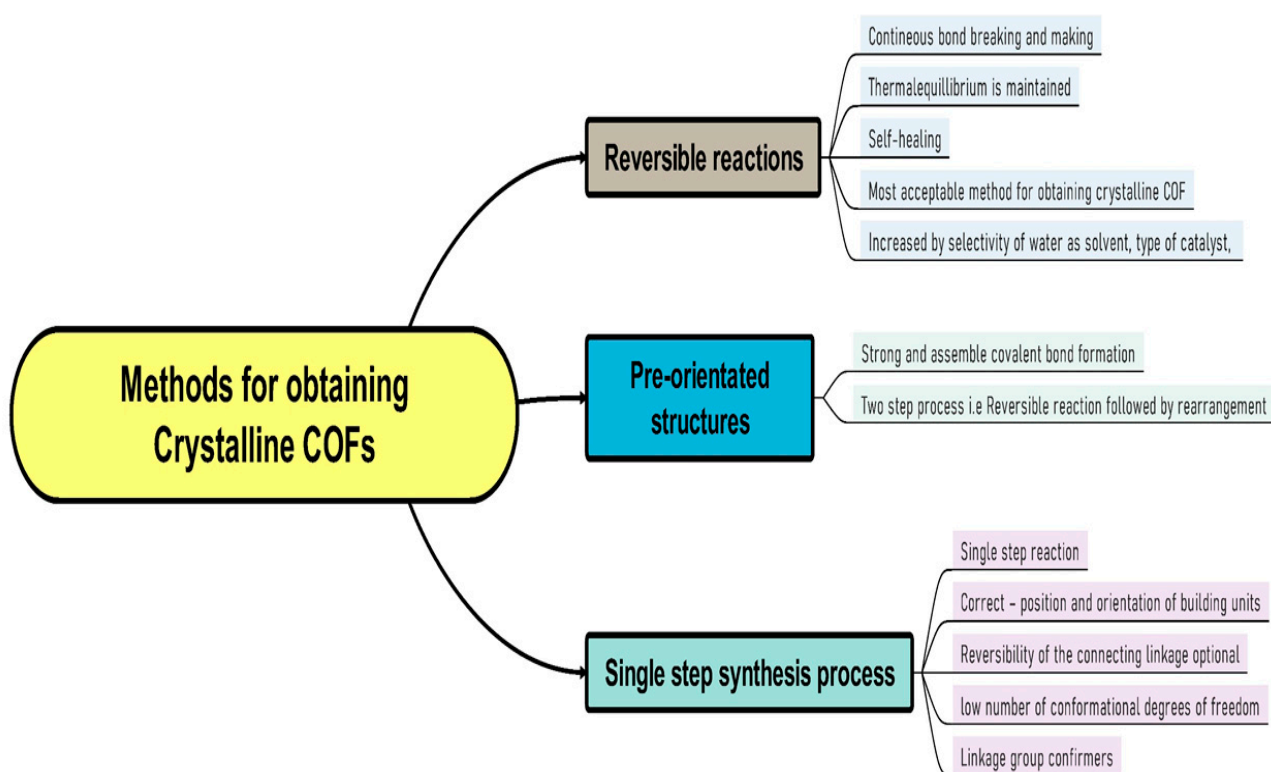 Contineous bond breaking and making
Thermalequillibrium is maintained
Self-healing
Most acceptable method for obtaining crystalline COF
Increased by selectivity of water as solvent, type of catalyst,
Reversible reactions
Methods for obtaining
Crystalline COFs
Pre-orientated
structures
Strong and assemble covalent bond formation
Two step process i.e Reversible reaction followed by rearrangement
Single step synthesis process
Single step reaction
Correct - position and orientation of building units
Reversibility of the connecting linkage optional
low number of conformational degrees of freedom
Linkage group confirmers